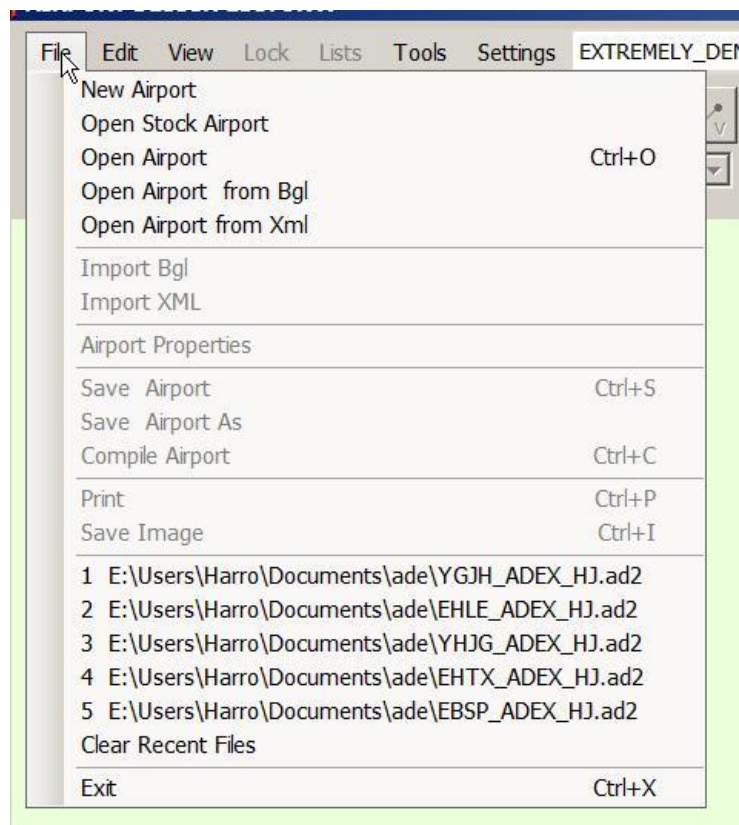 File Edit View Lock Lists Tools Settings EXTREMELY_DEN
V
New Airport
Open Stock Airport
Open Airport Ctrl+O
Open Airport from Bgl
Open Airport from Xml
Import Bgl
Import XML
Airport Properties
Save Airport Ctrl+S
Save Airport As
Compile Airport Ctrl+C
Print Ctrl+P
Save Image Ctrl+I
1 E:\Users\Harro\Documents\ade\YGJH_ADEX_HJ.ad2
2 E:\Users\Harro\Documents\ade\EHLE_ADEX_HJ.ad2
3 E:\Users\Harro\Documents\ade\YHJG_ADEX_HJ.ad2
4 E:\Users\Harro\Documents\ade\EHTX_ADEX_HJ.ad2
5 E:\Users\Harro\Documents\ade\EBSP_ADEX_HJ.ad2
Clear Recent Files
Exit Ctrl+X